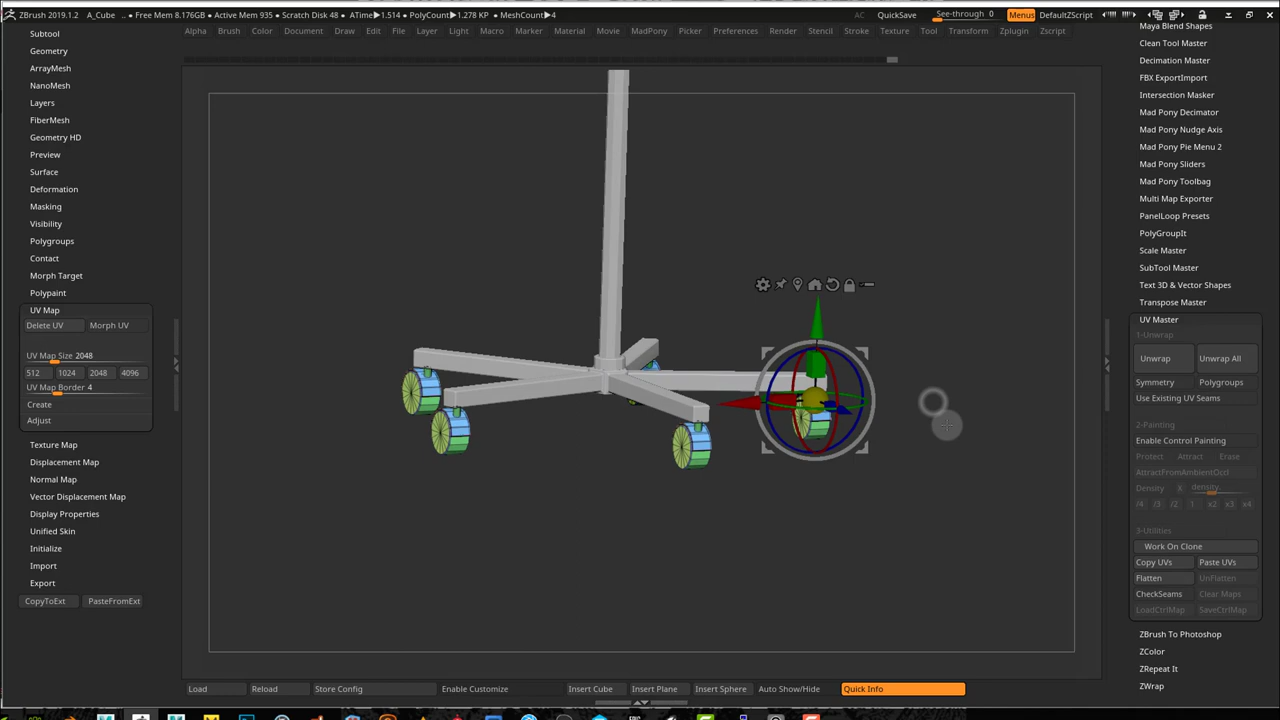 ZBrush 2019.1.2 A_Cube .. • Free Mem 8.176GB • Active Mem 935 • Scratch Disk 48 • ATime▶1.514 • PolyCount▶1.278 KP • MeshCount▶4 AC QuickSave See-through 0 Menus DefaultZScript
Alpha Brush Color Document Draw Edit File Layer Light Macro Marker Material Movie MadPony Picker Preferences Render Stencil Stroke Texture Tool Transform Zplugin Zscript
Subtool
Geometry
ArrayMesh
NanoMesh
Layers
FiberMesh
Geometry HD
Preview
Surface
Deformation
Masking
Visibility
Polygroups
Contact
Morph Target
Polypaint
UV Map
Delete UV Morph UV
UV Map Size 2048
512 1024 2048 4096
UV Map Border 4
Create
Adjust
Texture Map
Displacement Map
Normal Map
Vector Displacement Map
Display Properties
Unified Skin
Initialize
Import
Export
CopyToExt PasteFromExt
Maya Blend Shapes
Clean Tool Master
Decimation Master
FBX ExportImport
Intersection Masker
Mad Pony Decimator
Mad Pony Nudge Axis
Mad Pony Pie Menu 2
Mad Pony Sliders
Mad Pony Toolbag
Multi Map Exporter
PanelLoop Presets
PolyGroupIt
Scale Master
SubTool Master
Text 3D & Vector Shapes
Transpose Master
UV Master
1-Unwrap
Unwrap Unwrap All
Symmetry Polygroups
Use Existing UV Seams
2-Painting
Enable Control Painting
Protect Attract Erase
AttractFromAmbientOccl
Density X density.
/4 /3 /2 1 x2 x3 x4
3-Utilities
Work On Clone
Copy UVs Paste UVs
Flatten UnFlatten
CheckSeams Clear Maps
LoadCtrlMap SaveCtrlMap
ZBrush To Photoshop
ZColor
ZRepeat It
ZWrap
Load Reload Store Config Enable Customize Insert Cube Insert Plane Insert Sphere Auto Show/Hide Quick Info